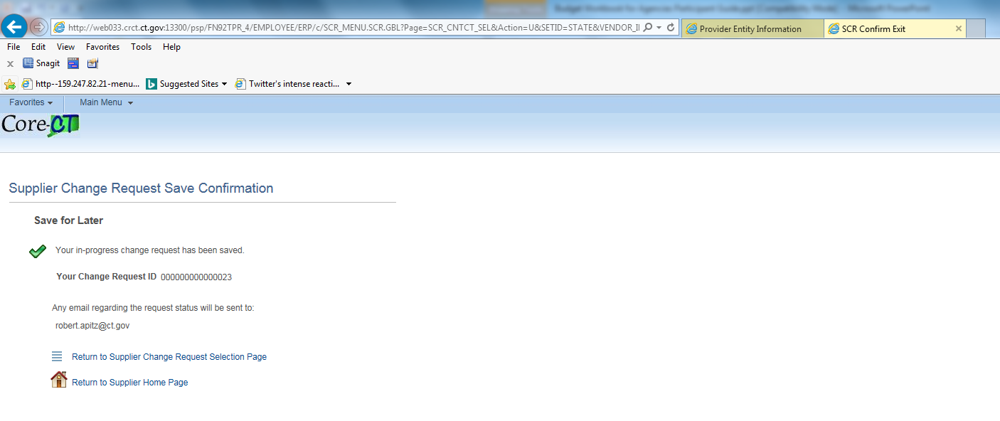 Budget Workbook for Agencies Participant Guide.ppt [Compatibility Mode] - Microsoft PowerPoint
http://web033.crct.ct.gov:13300/psp/FN92TPR_4/EMPLOYEE/ERP/c/SCR_MENU.SCR.GBL?Page=SCR_CNTCT_SEL&Action=U&SETID=STATE&VENDOR_II
Provider Entity Information
SCR Confirm Exit
File Edit View Favorites Tools Help
Snagit
http--159.247.82.21-menu...
Suggested Sites
Twitter's intense reacti...
Favorites
Main Menu
Core-CT
Supplier Change Request Save Confirmation
Save for Later
Your in-progress change request has been saved.
Your Change Request ID 000000000000023
Any email regarding the request status will be sent to:
robert.apitz@ct.gov
Return to Supplier Change Request Selection Page
Return to Supplier Home Page